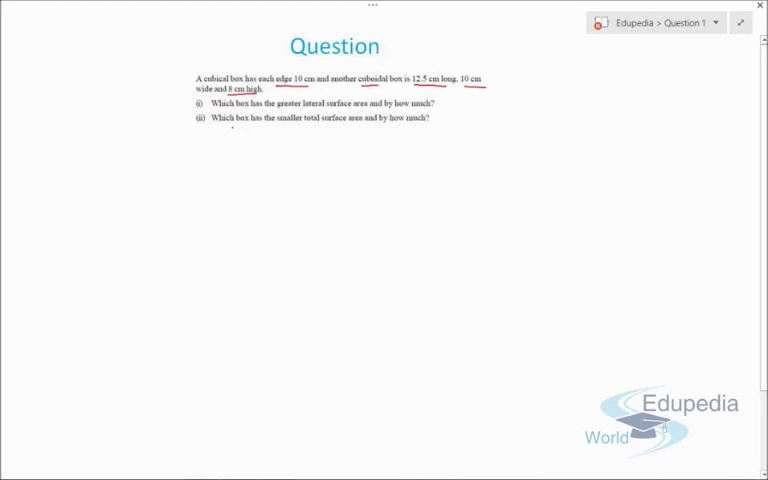 Edupedia > Question 1
Question
A cubical box has each edge 10 cm and another cuboidal box is 12.5 cm long, 10 cm
wide and 8 cm high.
(i) Which box has the greater lateral surface area and by how much?
(ii) Which box has the smaller total surface area and by how much?
Edupedia
World